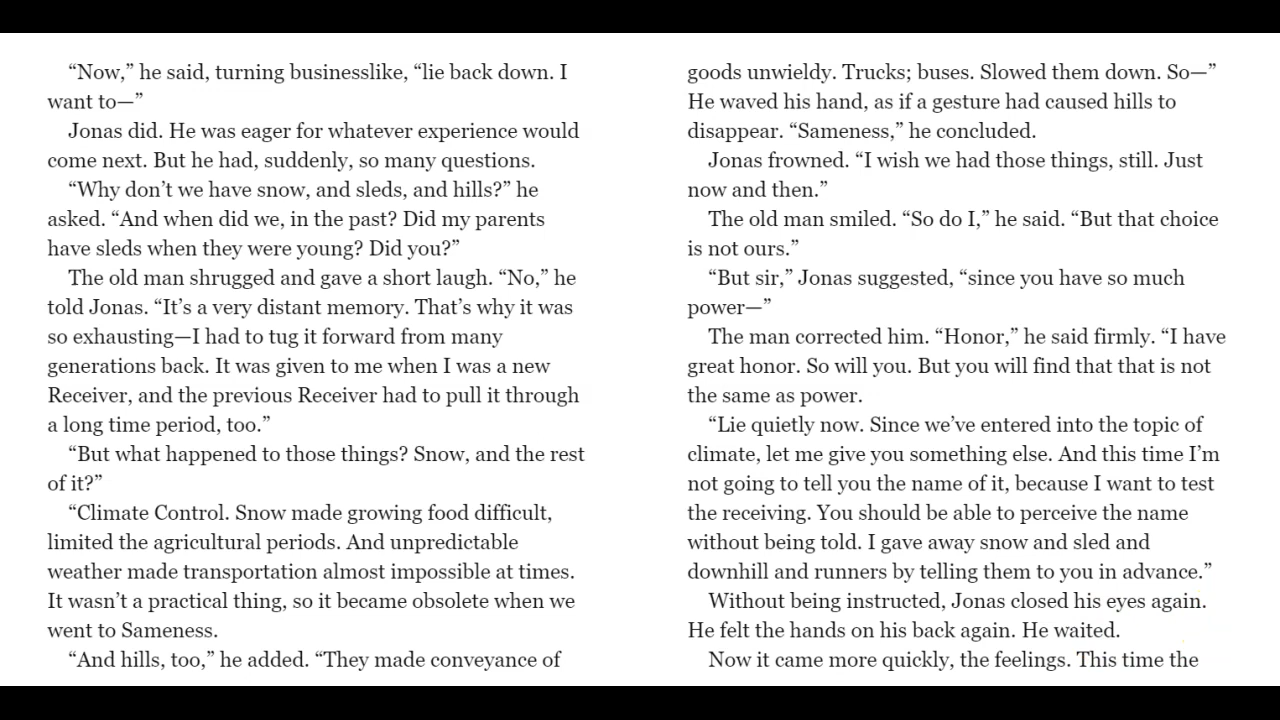 “Now,” he said, turning businesslike, “lie back down. I
want to—”
Jonas did. He was eager for whatever experience would
come next. But he had, suddenly, so many questions.
“Why don’t we have snow, and sleds, and hills?” he
asked. “And when did we, in the past? Did my parents
have sleds when they were young? Did you?”
The old man shrugged and gave a short laugh. “No,” he
told Jonas. “It’s a very distant memory. That’s why it was
so exhausting—I had to tug it forward from many
generations back. It was given to me when I was a new
Receiver, and the previous Receiver had to pull it through
a long time period, too.”
“But what happened to those things? Snow, and the rest
of it?”
“Climate Control. Snow made growing food difficult,
limited the agricultural periods. And unpredictable
weather made transportation almost impossible at times.
It wasn’t a practical thing, so it became obsolete when we
went to Sameness.
“And hills, too,” he added. “They made conveyance of
goods unwieldy. Trucks; buses. Slowed them down. So—”
He waved his hand, as if a gesture had caused hills to
disappear. “Sameness,” he concluded.
Jonas frowned. “I wish we had those things, still. Just
now and then.”
The old man smiled. “So do I,” he said. “But that choice
is not ours.”
“But sir,” Jonas suggested, “since you have so much
power—”
The man corrected him. “Honor,” he said firmly. “I have
great honor. So will you. But you will find that that is not
the same as power.
“Lie quietly now. Since we’ve entered into the topic of
climate, let me give you something else. And this time I’m
not going to tell you the name of it, because I want to test
the receiving. You should be able to perceive the name
without being told. I gave away snow and sled and
downhill and runners by telling them to you in advance.”
Without being instructed, Jonas closed his eyes again.
He felt the hands on his back again. He waited.
Now it came more quickly, the feelings. This time the